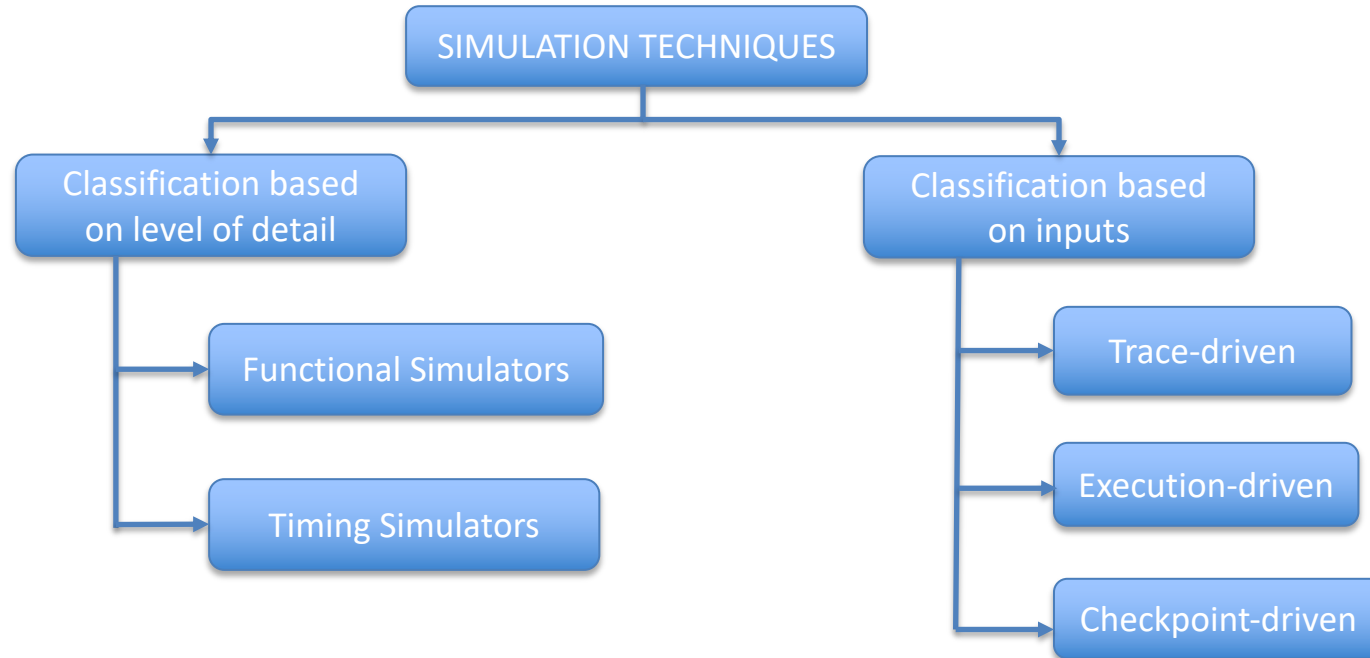 SIMULATION TECHNIQUES
Classification based
on level of detail
Functional Simulators
Timing Simulators
Classification based
on inputs
Trace-driven
Execution-driven
Checkpoint-driven